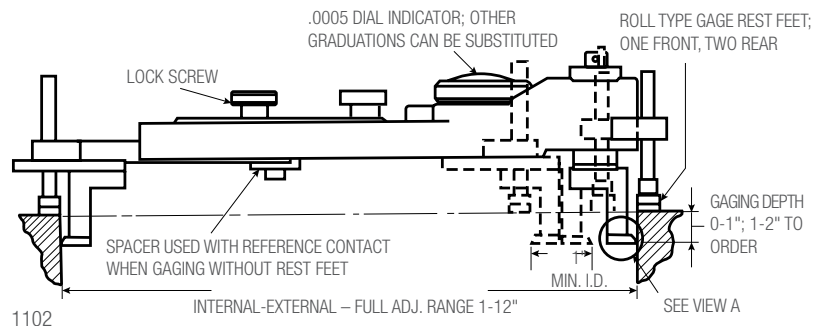 .0005 DIAL INDICATOR; OTHER
GRADUATIONS CAN BE SUBSTITUTED
ROLL TYPE GAGE REST FEET;
ONE FRONT, TWO REAR
LOCK SCREW
GAGING DEPTH
0-1"; 1-2" TO
ORDER
SPACER USED WITH REFERENCE CONTACT
WHEN GAGING WITHOUT REST FEET
MIN. I.D.
INTERNAL-EXTERNAL – FULL ADJ. RANGE 1-12"
SEE VIEW A
1102